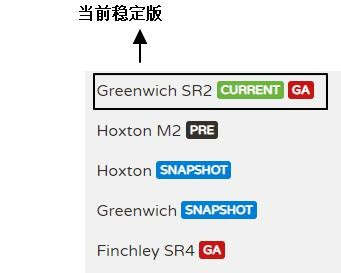 当前稳定版
Greenwich SR2 CURRENT GA
Hoxton M2 PRE
Hoxton SNAPSHOT
Greenwich SNAPSHOT
Finchley SR4 GA